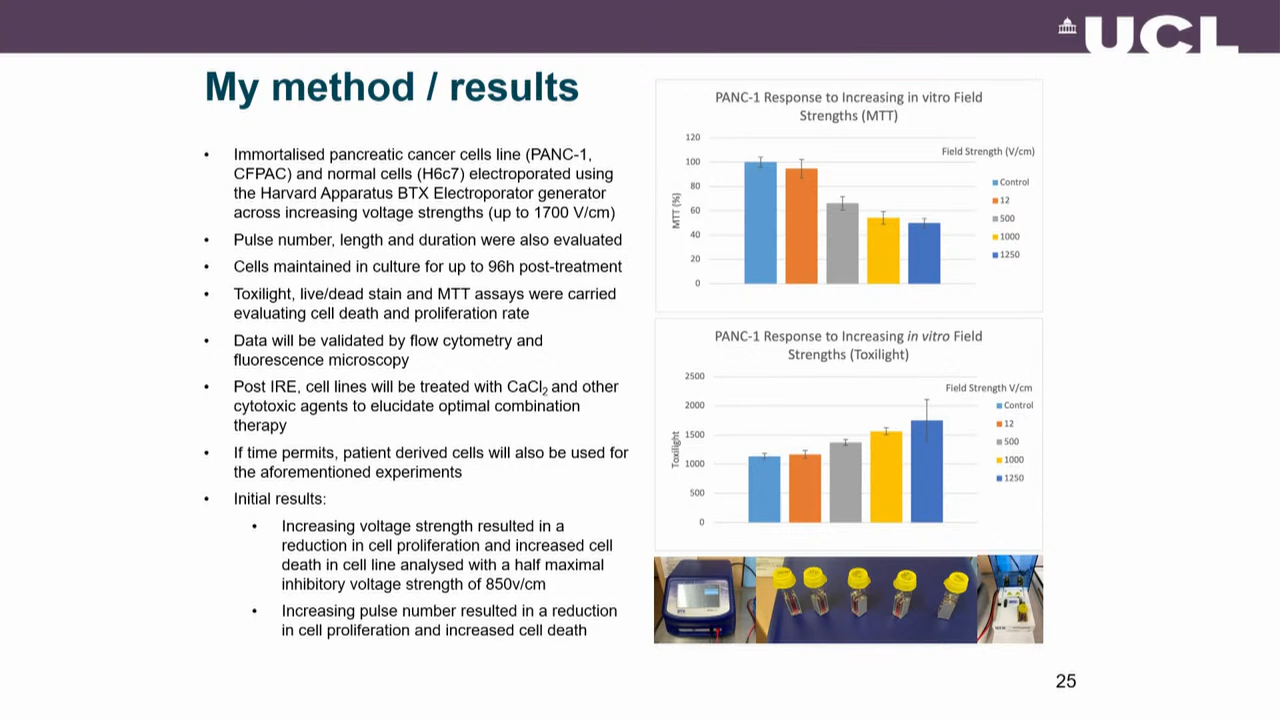 UCL
My method / results
• Immortalised pancreatic cancer cells line (PANC-1,
CFPAC) and normal cells (H6c7) electroporated using
the Harvard Apparatus BTX Electroporator generator
across increasing voltage strengths (up to 1700 V/cm)
• Pulse number, length and duration were also evaluated
• Cells maintained in culture for up to 96h post-treatment
• Toxilight, live/dead stain and MTT assays were carried
evaluating cell death and proliferation rate
• Data will be validated by flow cytometry and
fluorescence microscopy
• Post IRE, cell lines will be treated with CaCl2 and other
cytotoxic agents to elucidate optimal combination
therapy
• If time permits, patient derived cells will also be used for
the aforementioned experiments
• Initial results:
• Increasing voltage strength resulted in a
reduction in cell proliferation and increased cell
death in cell line analysed with a half maximal
inhibitory voltage strength of 850v/cm
• Increasing pulse number resulted in a reduction
in cell proliferation and increased cell death
PANC-1 Response to Increasing in vitro Field
Strengths (MTT)
120
100
80
60
40
20
0
MTT (%)
Field Strength (V/cm)
Control
12
500
1000
1250
PANC-1 Response to Increasing in vitro Field
Strengths (Toxilight)
2500
2000
1500
1000
500
0
Toxilight
Field Strength V/cm
Control
12
500
1000
1250
25